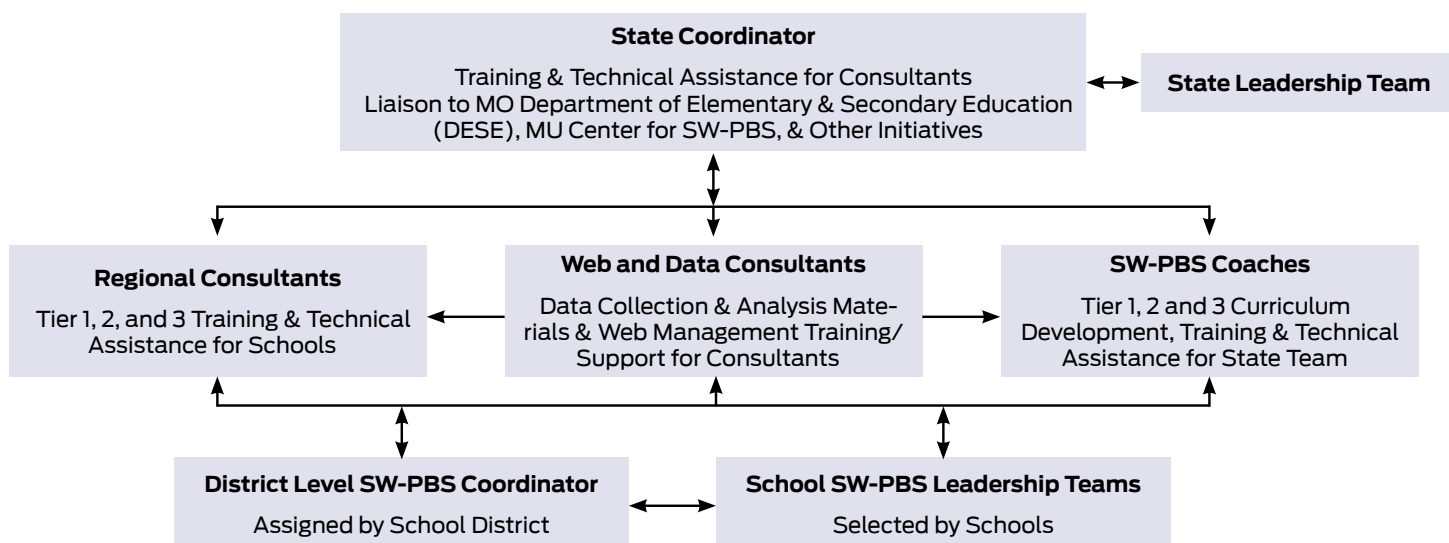 State Coordinator
Training & Technical Assistance for Consultants
Liaison to MO Department of Elementary & Secondary Education
(DESE), MU Center for SW-PBS, & Other Initiatives
State Leadership Team
Regional Consultants
Tier 1, 2, and 3 Training & Technical
Assistance for Schools
Web and Data Consultants
Data Collection & Analysis Mate-
rials & Web Management Training/
Support for Consultants
SW-PBS Coaches
Tier 1, 2 and 3 Curriculum
Development, Training & Technical
Assistance for State Team
District Level SW-PBS Coordinator
Assigned by School District
School SW-PBS Leadership Teams
Selected by Schools